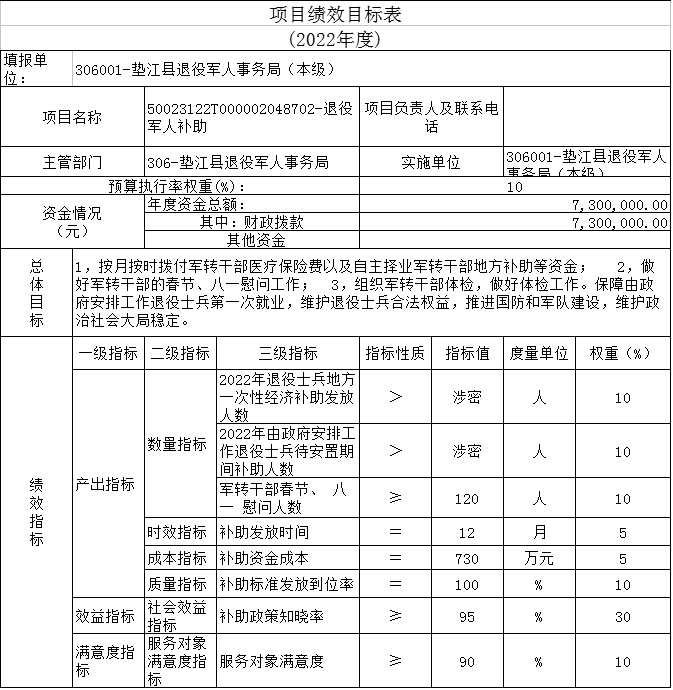 项目绩效目标表
(2022年度)
填报单
位：
306001-垫江县退役军人事务局（本级）
项目名称
50023122T000002048702-退役
军人补助
项目负责人及联系电
话
主管部门
306-垫江县退役军人事务局
实施单位
306001-垫江县退役军人
事务局（本级）
预算执行率权重(%)：
10
资金情况
（元）
年度资金总额：
7,300,000.00
其中：财政拨款
7,300,000.00
其他资金
总
体
目
标
1，按月按时拨付军转干部医疗保险费以及自主择业军转干部地方补助等资金； 2，做
好军转干部的春节、八一慰问工作； 3，组织军转干部体检，做好体检工作。保障由政
府安排工作退役士兵第一次就业，维护退役士兵合法权益，推进国防和军队建设，维护政
治社会大局稳定。
绩
效
指
标
一级指标 二级指标 三级指标 指标性质 指标值 度量单位 权重（%）
产出指标
数量指标
2022年退役士兵地方
一次性经济补助发放
人数
＞ 涉密 人 10
2022年由政府安排工
作退役士兵待安置期
间补助人数
＞ 涉密 人 10
军转干部春节、 八
一 慰问人数
≥ 120 人 10
时效指标 补助发放时间 ＝ 12 月 5
成本指标 补助资金成本 ＝ 730 万元 5
质量指标 补助标准发放到位率 ＝ 100 % 10
效益指标
社会效益
指标
补助政策知晓率 ≥ 95 % 30
满意度指
标
服务对象
满意度指
标
服务对象满意度 ≥ 90 % 10